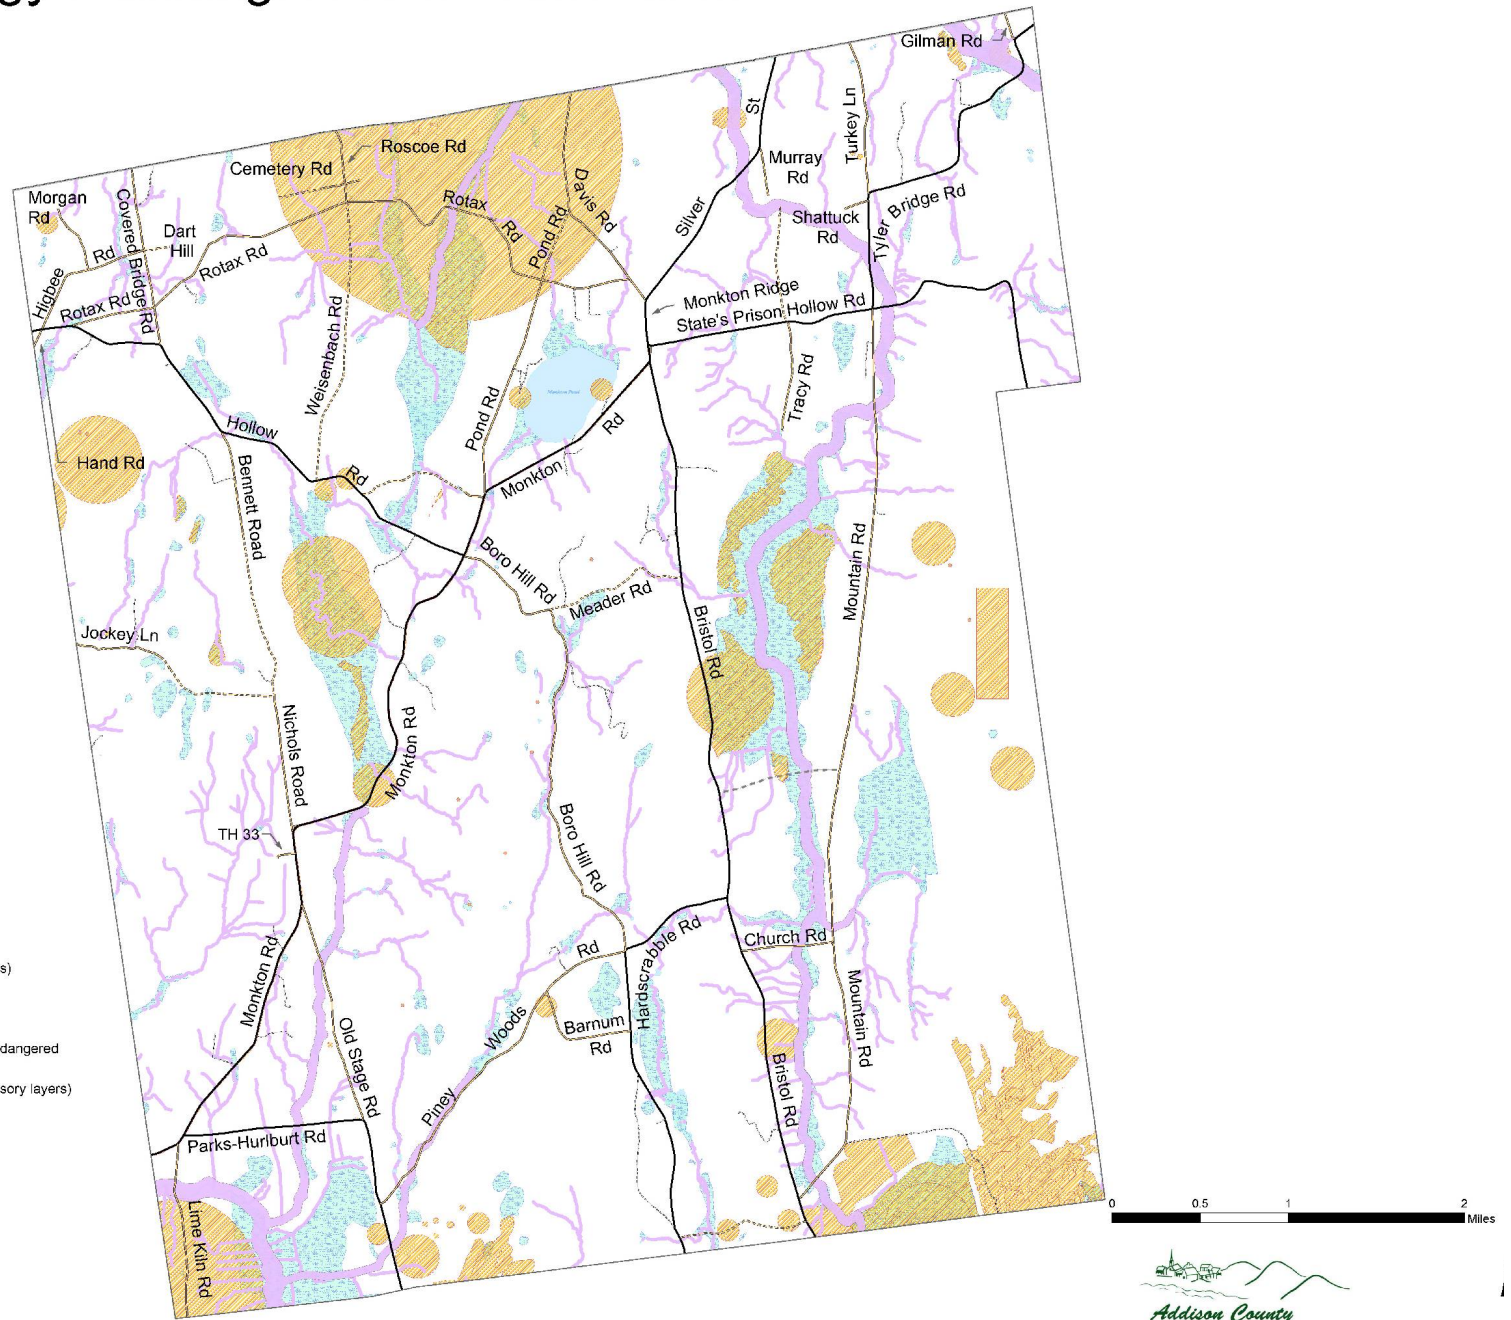 gy
g
Gilman Rd
St
Turkey Ln
Roscoe Rd
Cemetery Rd
Murray
Rd
Morgan
Rd
Covered Bridge Rd
Dart
Hill
Rotax
Rd
Davis Rd
Pond Rd
Silver
Shattuck
Rd
Tyler Bridge Rd
Higbee
Rd
Rotax Rd
Rotax Rd
Monkton Ridge
State's Prison Hollow Rd
Weisenbach Rd
Tracy Rd
Monkton Pond
Pond Rd
Hollow
Rd
Rd
Monkton
Hand Rd
Bennett Road
Boro Hill Rd
Meader Rd
Mountain Rd
Bristol Rd
Jockey Ln
Nichols Road
Monkton Rd
TH 33
Boro Hill Rd
Church Rd
Rd
Hardscrabble Rd
Monkton Rd
s)
Mountain Rd
Woods
Barnum
Rd
Old Stage Rd
dangered
Bristol Rd
sory layers)
Piney
Parks-Hurlburt Rd
Lime Kiln Rd
0 0.5 1 2
Miles
Addison County